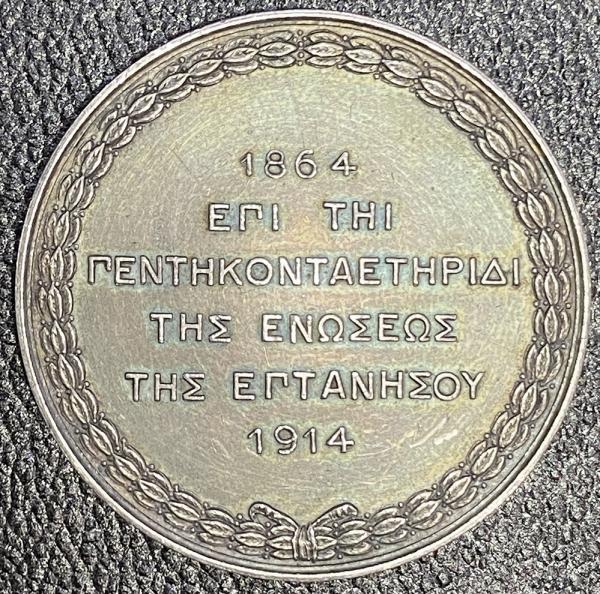 1864
ΕΠΙ ΤΗΙ
ΠΕΝΤΗΚΟΝΤΑΕΤΗΡΙΔΙ
ΤΗΣ ΕΝΩΣΕΩΣ
ΤΗΣ ΕΠΤΑΝΗΣΟΥ
1914